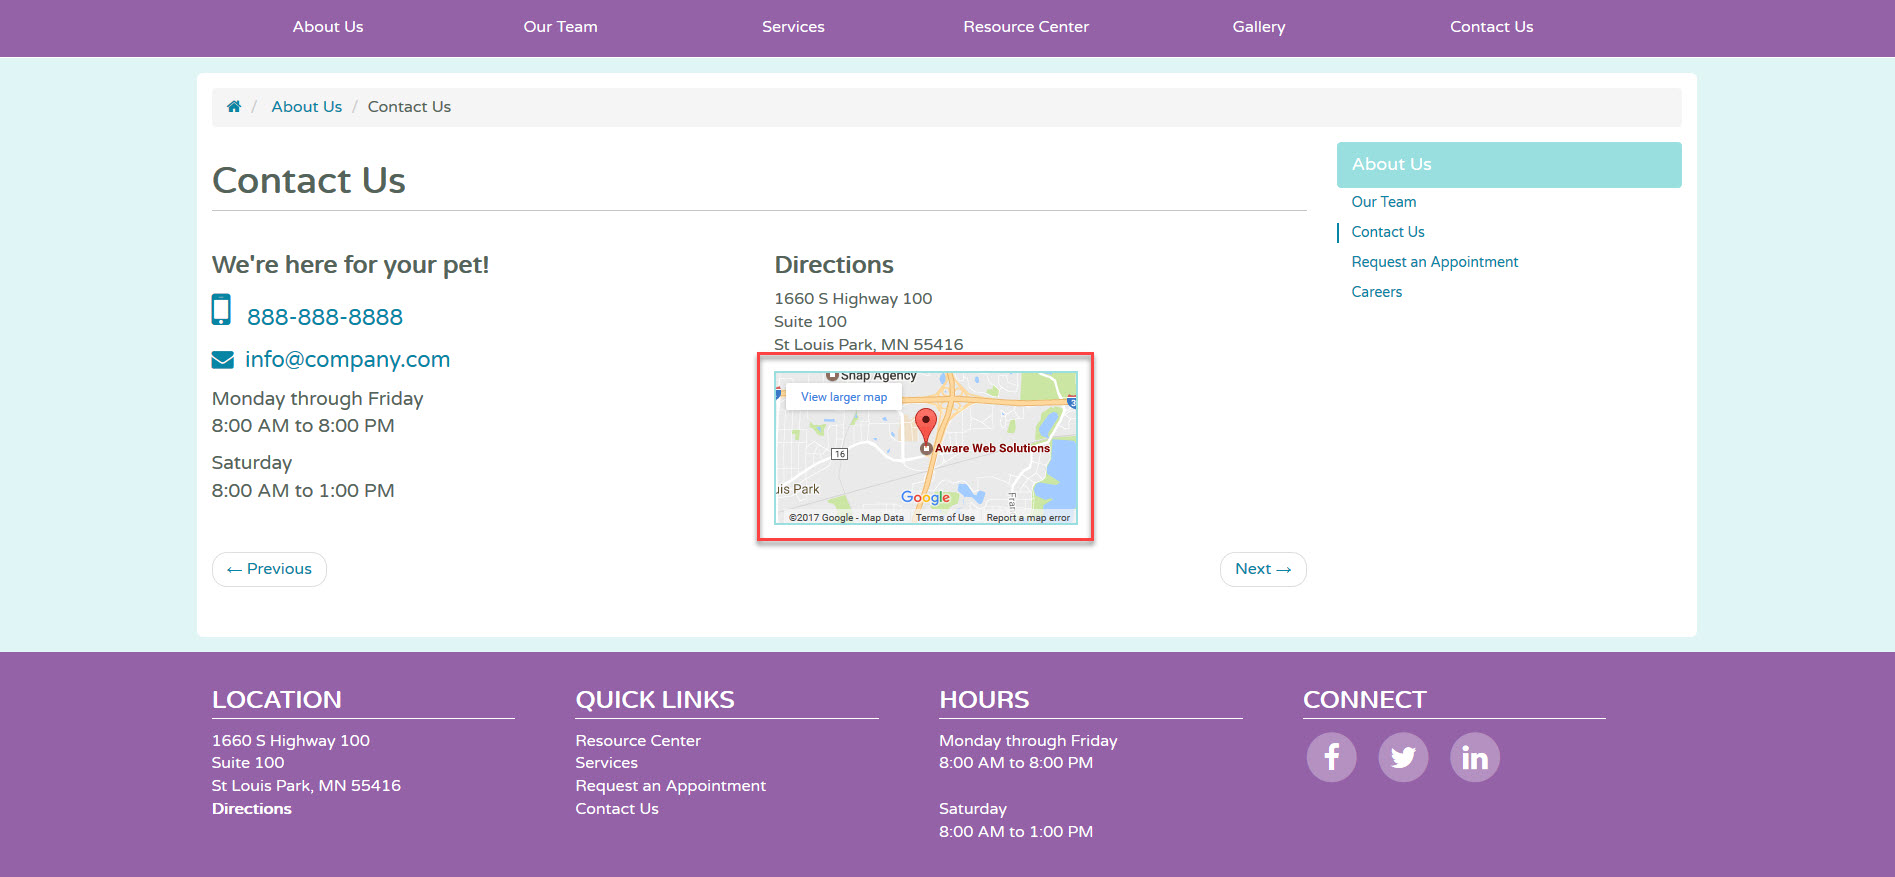 About Us
Our Team
Services
Resource Center
Gallery
Contact Us
/ About Us / Contact Us
Contact Us
We're here for your pet!
888-888-8888
info@company.com
Monday through Friday
8:00 AM to 8:00 PM
Saturday
8:00 AM to 1:00 PM
Directions
1660 S Highway 100
Suite 100
St Louis Park, MN 55416
Snap Agency
View larger map
Aware Web Solutions
16
uis Park
Google
©2017 Google - Map Data
Terms of Use
Report a map error
← Previous
Next →
About Us
Our Team
Contact Us
Request an Appointment
Careers
LOCATION
1660 S Highway 100
Suite 100
St Louis Park, MN 55416
Directions
QUICK LINKS
Resource Center
Services
Request an Appointment
Contact Us
HOURS
Monday through Friday
8:00 AM to 8:00 PM
Saturday
8:00 AM to 1:00 PM
CONNECT
f
in